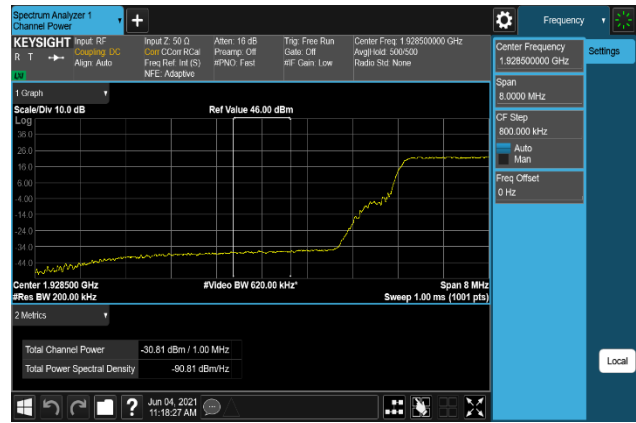 Spectrum Analyzer 1
Channel Power
+
Frequency
KEYSIGHT
R T
LW
Input: RF
Coupling: DC
Align: Auto
Input Z: 50 Ω
Corr CCorr RCal
Freq Ref: Int (S)
NFE: Adaptive
Atten: 16 dB
Preamp: Off
#PNO: Fast
Trig: Free Run
Gate: Off
#IF Gain: Low
Center Freq: 1.928500000 GHz
Avg|Hold: 500/500
Radio Std: None
Center Frequency
1.928500000 GHz
Settings
Span
8.0000 MHz
CF Step
800.000 kHz
Auto
Man
Freq Offset
0 Hz
1 Graph
Scale/Div 10.0 dB
Ref Value 46.00 dBm
Log
36.0
26.0
16.0
6.00
-4.00
-14.0
-24.0
-34.0
-44.0
Center 1.928500 GHz
#Video BW 620.00 kHz*
Span 8 MHz
#Res BW 200.00 kHz
Sweep 1.00 ms (1001 pts)
2 Metrics
Total Channel Power
-30.81 dBm / 1.00 MHz
Total Power Spectral Density
-90.81 dBm/Hz
Local
?
Jun 04, 2021
11:18:27 AM